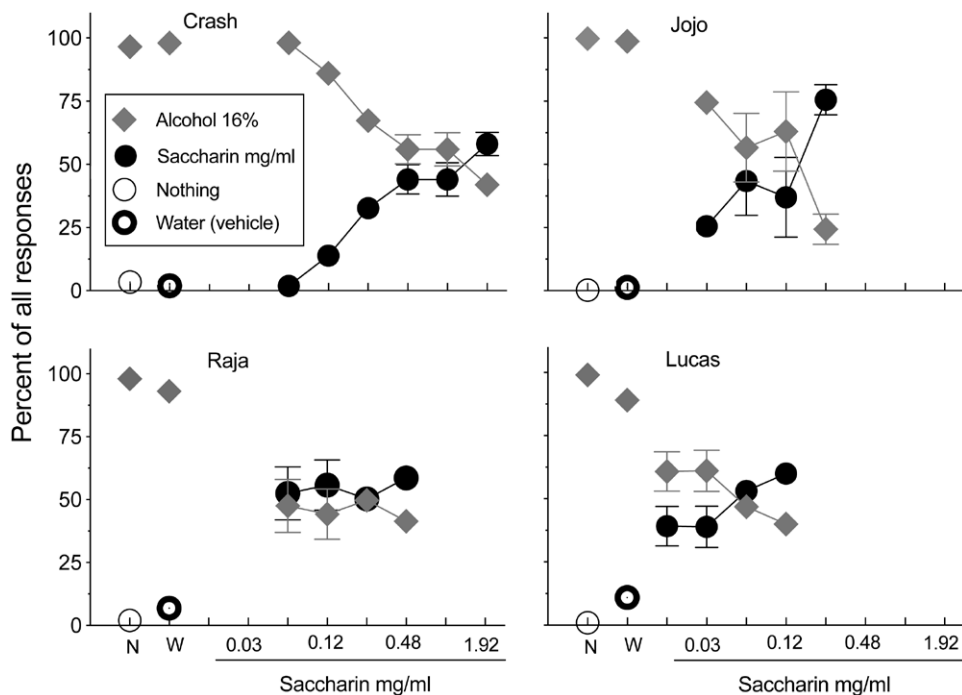 Crash
Jojo
100
75
50
25
0
Alcohol 16%
Saccharin mg/ml
Nothing
Water (vehicle)
Percent of all responses
Raja
Lucas
100
75
50
25
0
N W 0.03 0.12 0.48 1.92
N W 0.03 0.12 0.48 1.92
Saccharin mg/ml
Saccharin mg/ml